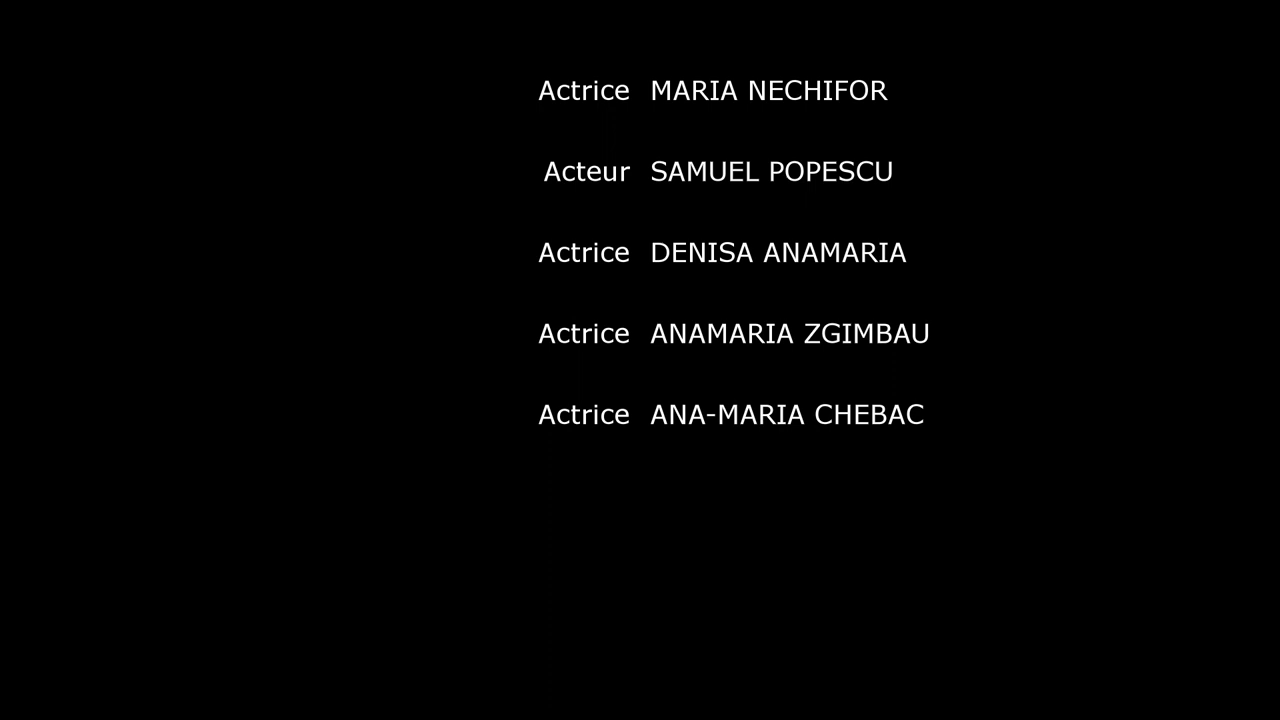 Actrice MARIA NECHIFOR
Acteur SAMUEL POPESCU
Actrice DENISA ANAMARIA
Actrice ANAMARIA ZGIMBAU
Actrice ANA-MARIA CHEBAC